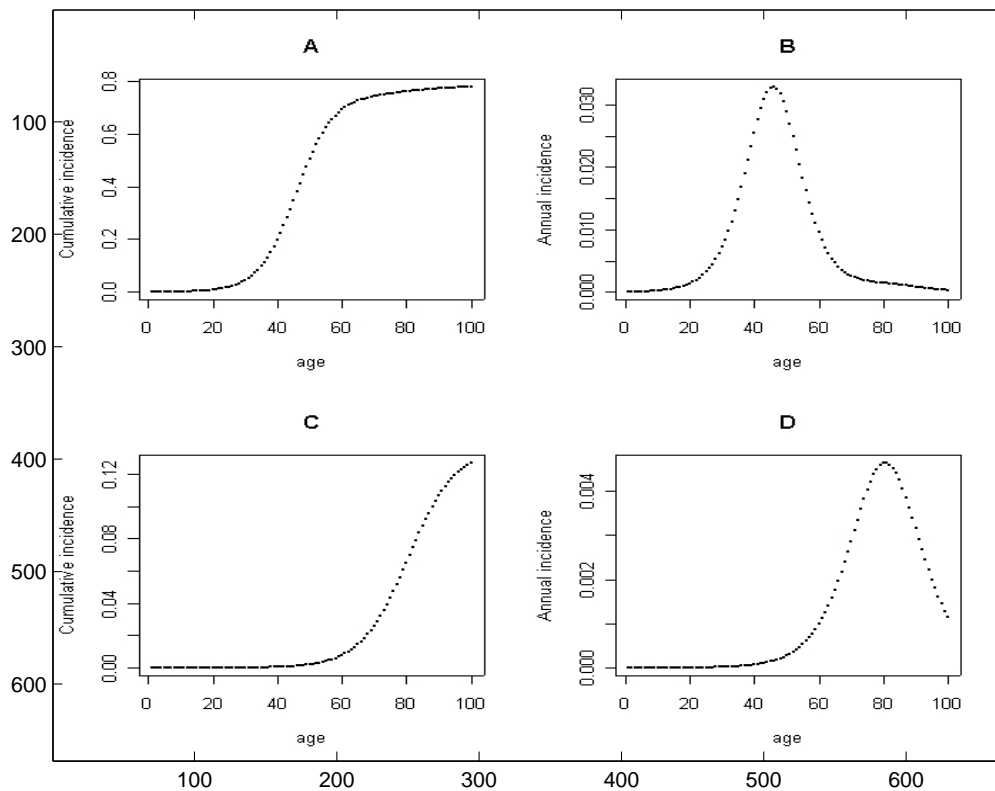 A
B
Cumulative incidence
0.0 0.2 0.4 0.6 0.8
0 20 40 60 80 100
age
Annual incidence
0.000 0.010 0.020 0.030
0 20 40 60 80 100
age
C
D
Cumulative incidence
0.00 0.04 0.08 0.12
0 20 40 60 80 100
age
Annual incidence
0.000 0.002 0.004
0 20 40 60 80 100
age
100
200
300
400
500
600
100 200 300 400 500 600